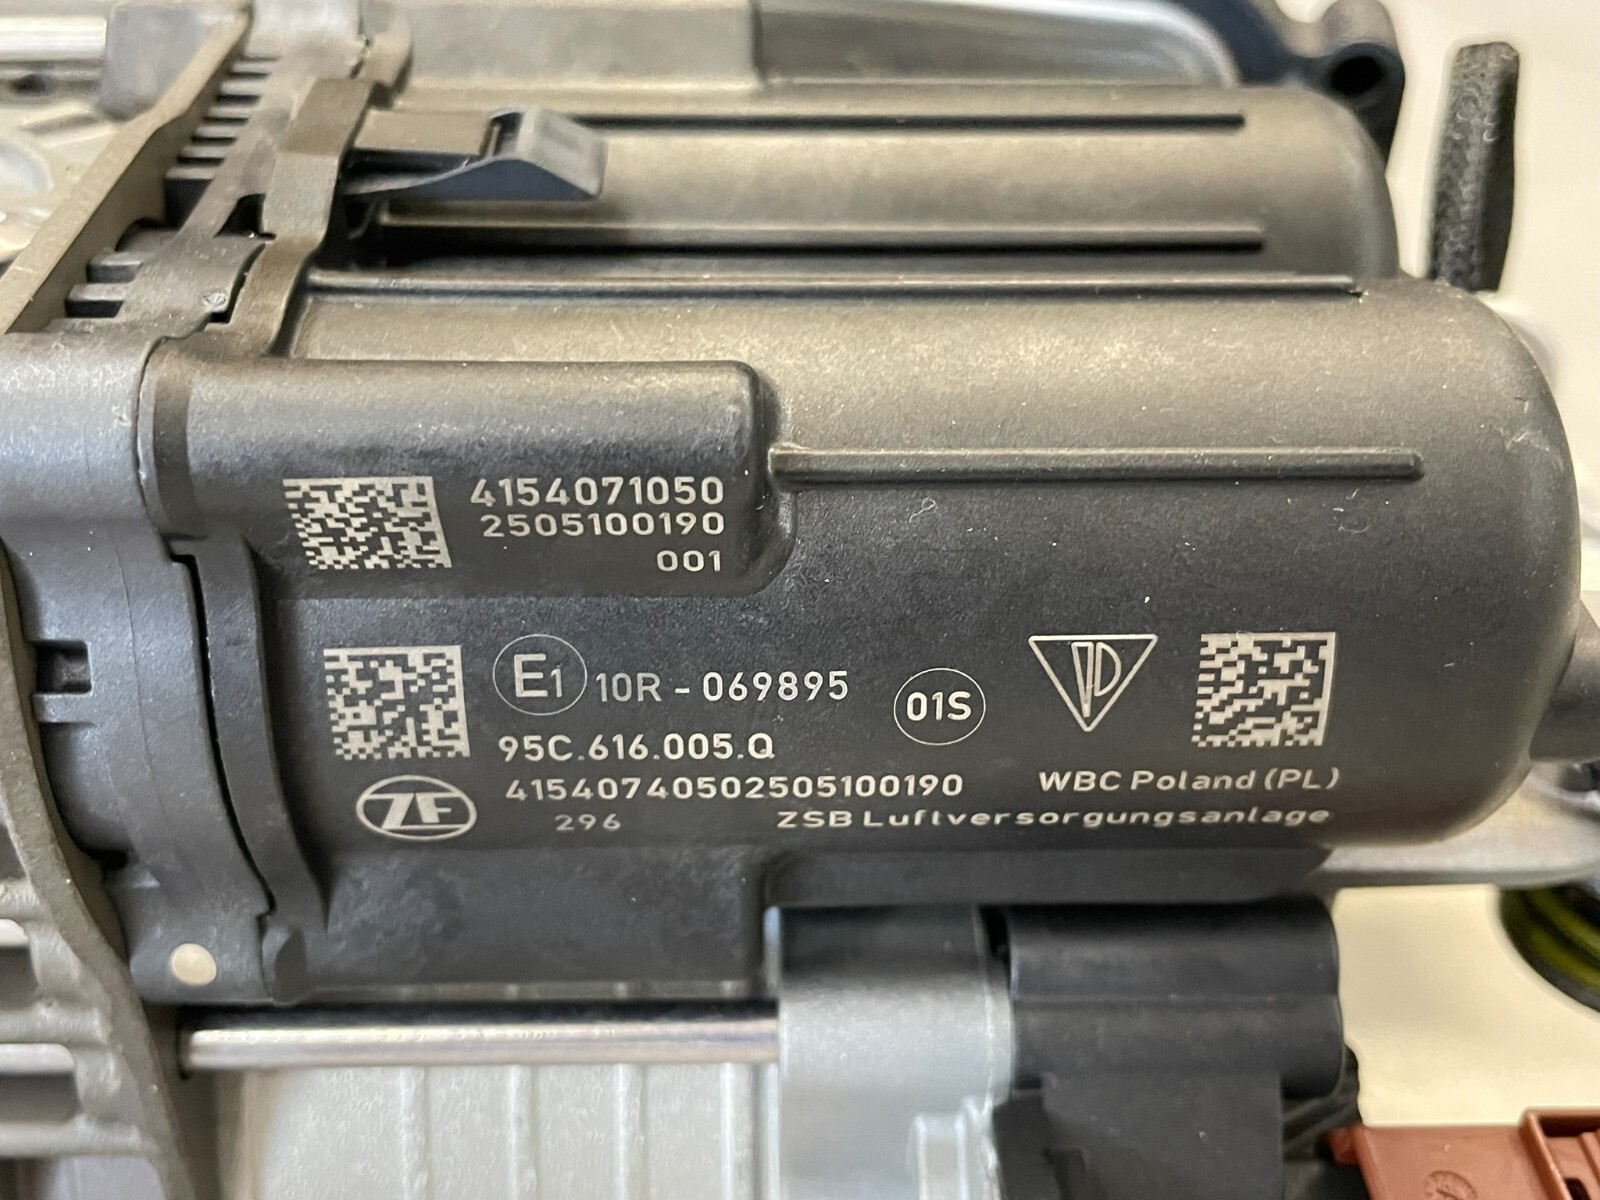 4154071050
2505100190
001
E1 10R - 069895
01S
95C.616.005.Q
41540740502505100190
WBC Poland (PL)
ZF
296
ZSB Luftversorgungsanlage